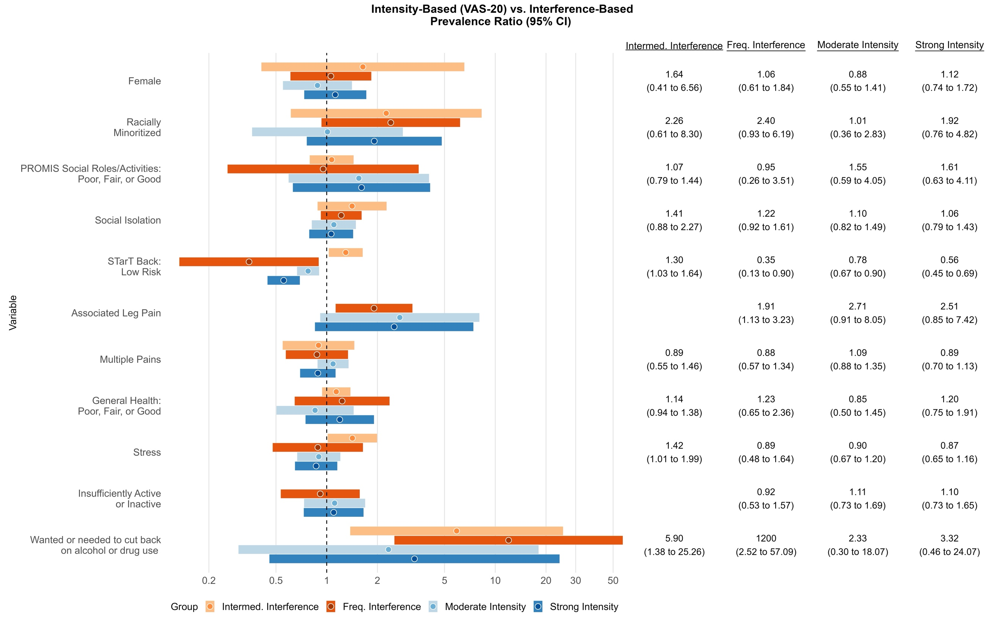 Intensity-Based (VAS-20) vs. Interference-Based
Prevalence Ratio (95% CI)
Intermed. Interference Freq. Interference Moderate Intensity Strong Intensity
Female
1.64 1.06 0.88 1.12
(0.41 to 6.56) (0.61 to 1.84) (0.55 to 1.41) (0.74 to 1.72)
Racially
Minoritized
2.26 2.40 1.01 1.92
(0.61 to 8.30) (0.93 to 6.19) (0.36 to 2.83) (0.76 to 4.82)
PROMIS Social Roles/Activities:
Poor, Fair, or Good
1.07 0.95 1.55 1.61
(0.79 to 1.44) (0.26 to 3.51) (0.59 to 4.05) (0.63 to 4.11)
Social Isolation
1.41 1.22 1.10 1.06
(0.88 to 2.27) (0.92 to 1.61) (0.82 to 1.49) (0.79 to 1.43)
STarT Back:
Low Risk
1.30 0.35 0.78 0.56
(1.03 to 1.64) (0.13 to 0.90) (0.67 to 0.90) (0.45 to 0.69)
Variable
Associated Leg Pain
1.91 2.71 2.51
(1.13 to 3.23) (0.91 to 8.05) (0.85 to 7.42)
Multiple Pains
0.89 0.88 1.09 0.89
(0.55 to 1.46) (0.57 to 1.34) (0.88 to 1.35) (0.70 to 1.13)
General Health:
Poor, Fair, or Good
1.14 1.23 0.85 1.20
(0.94 to 1.38) (0.65 to 2.36) (0.50 to 1.45) (0.75 to 1.91)
Stress
1.42 0.89 0.90 0.87
(1.01 to 1.99) (0.48 to 1.64) (0.67 to 1.20) (0.65 to 1.16)
Insufficiently Active
or Inactive
0.92 1.11 1.10
(0.53 to 1.57) (0.73 to 1.69) (0.73 to 1.65)
Wanted or needed to cut back
on alcohol or drug use
5.90 1200 2.33 3.32
(1.38 to 25.26) (2.52 to 57.09) (0.30 to 18.07) (0.46 to 24.07)
0.2 0.5 1 2 5 10 20 30 50
Group Intermed. Interference Freq. Interference Moderate Intensity Strong Intensity